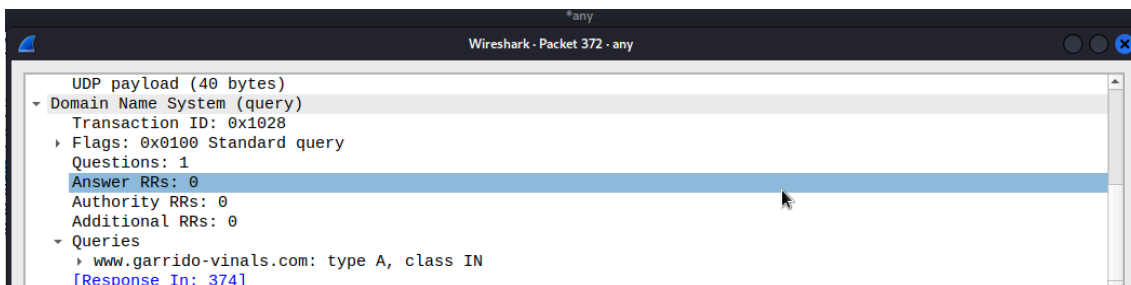 *any
Wireshark · Packet 372 · any
UDP payload (40 bytes)
Domain Name System (query)
Transaction ID: 0x1028
Flags: 0x0100 Standard query
Questions: 1
Answer RRs: 0
Authority RRs: 0
Additional RRs: 0
Queries
www.garrido-vinals.com: type A, class IN
[Response In: 374]